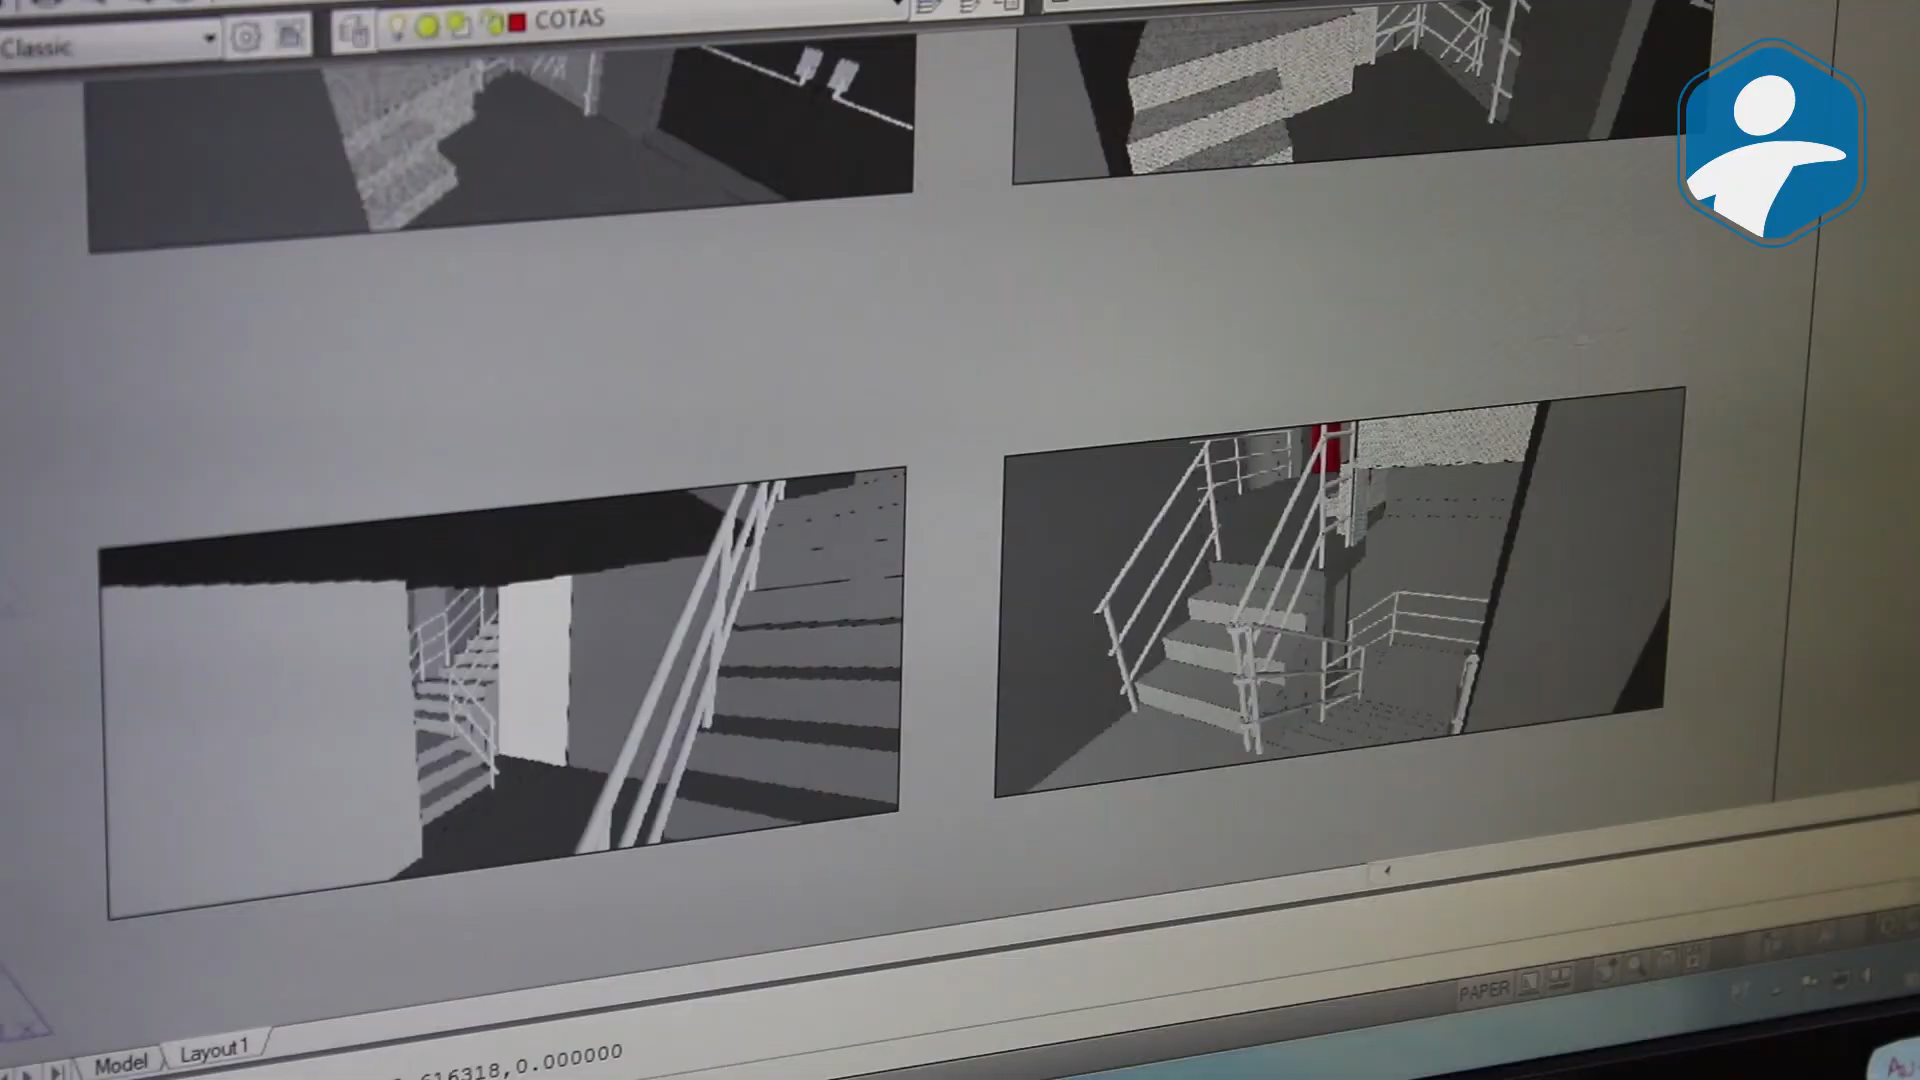 Classic
COTAS
PAPER
Model
Layout1
616318,0.000000